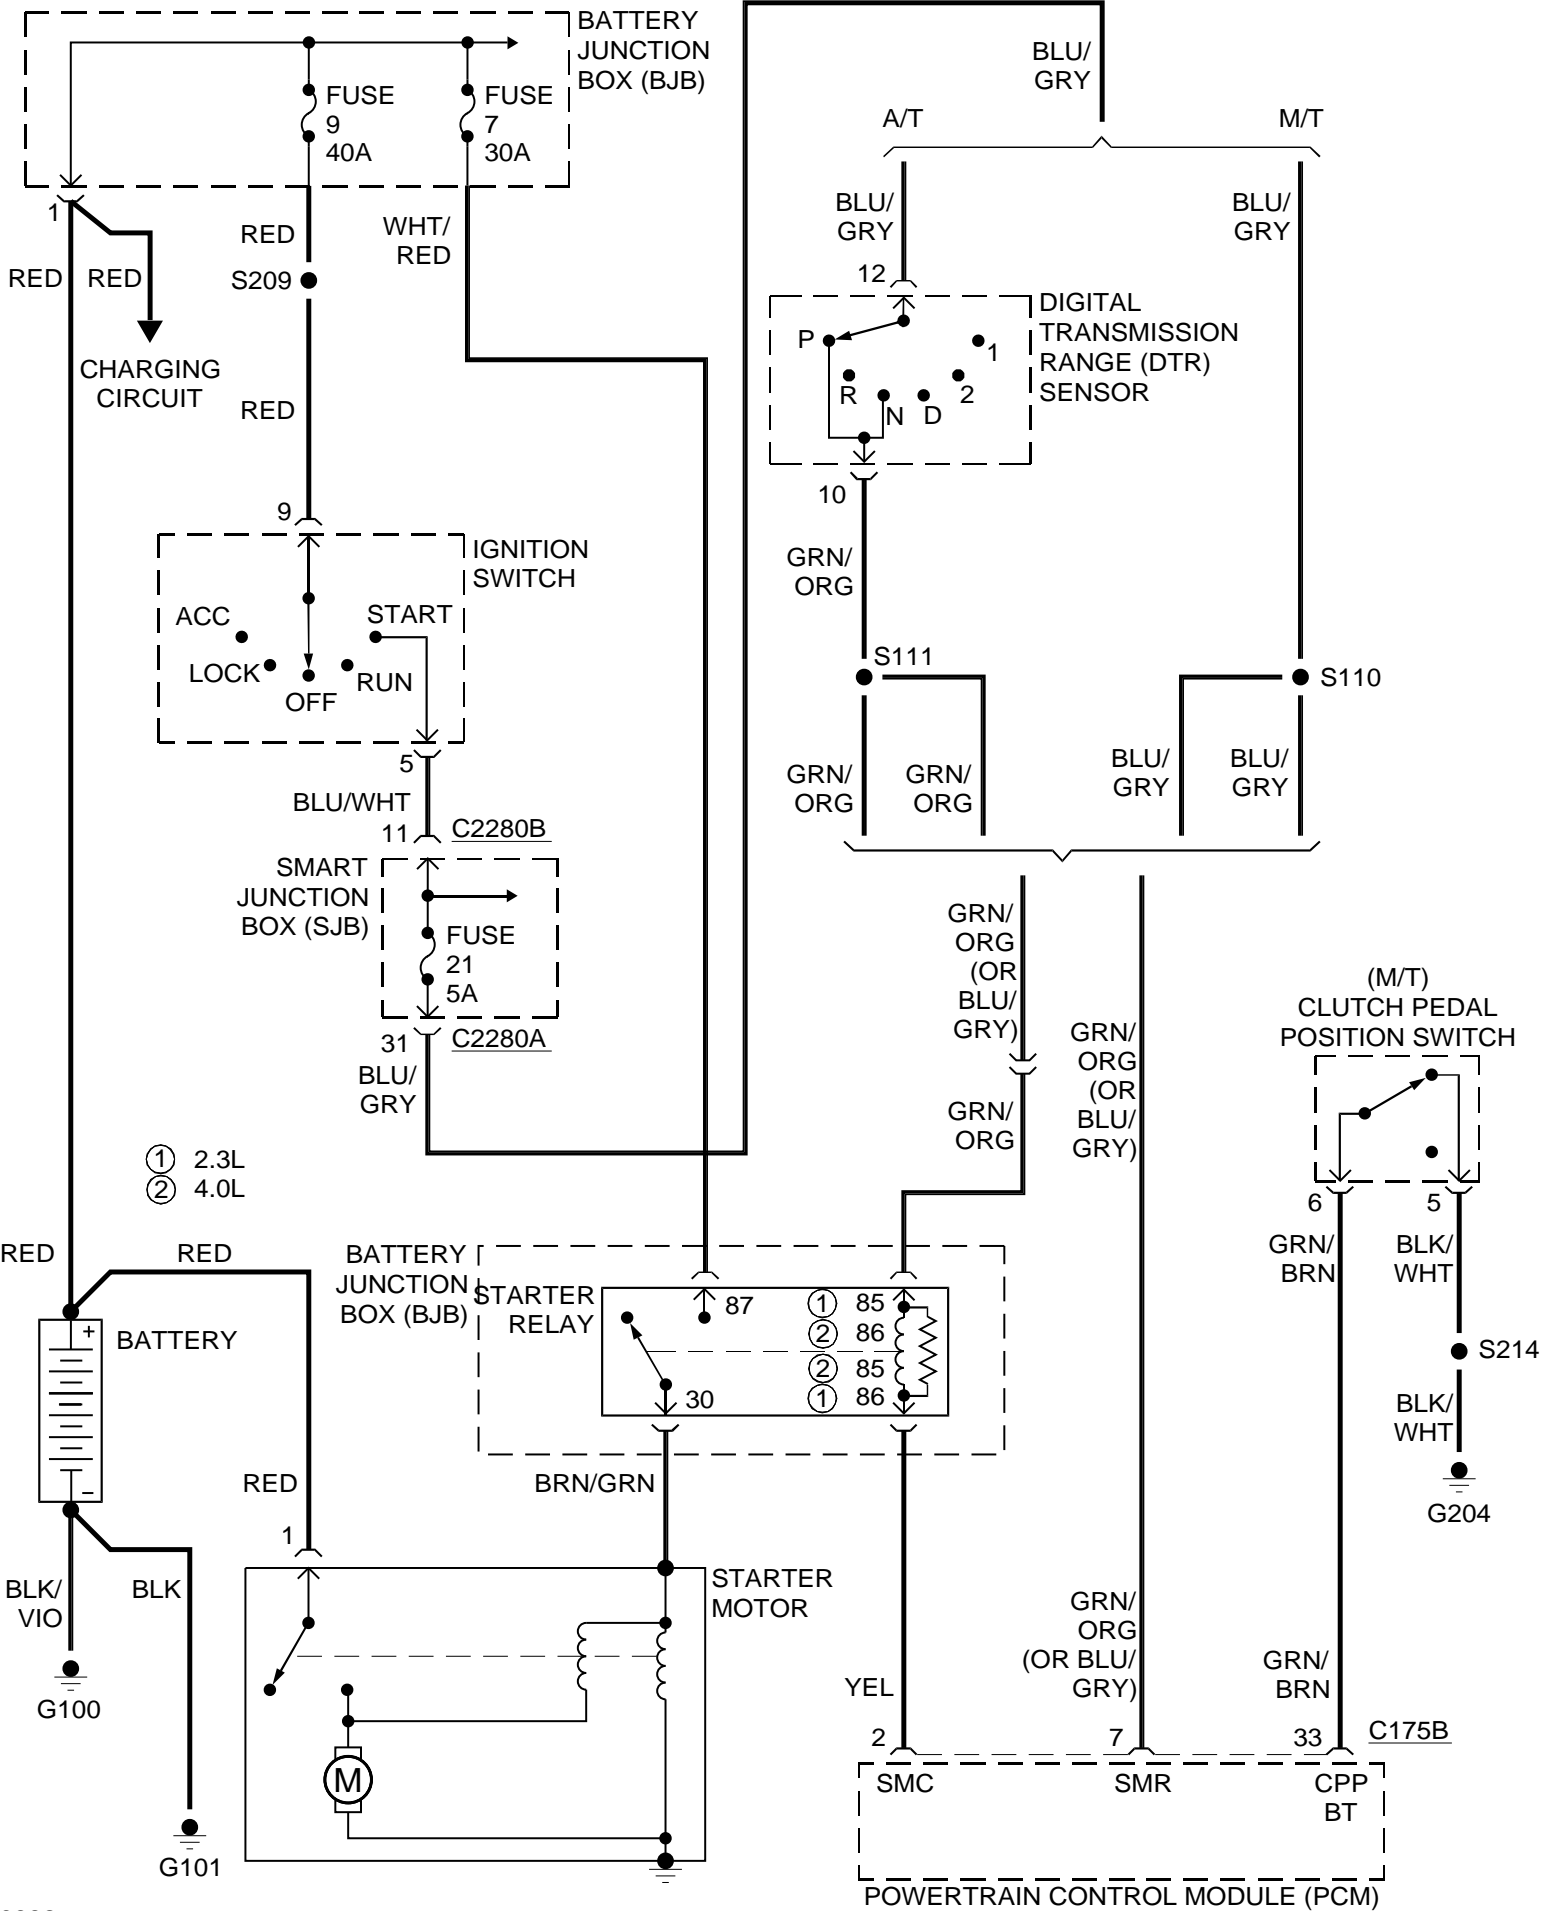 BATTERY
JUNCTION
BOX (BJB)
FUSE
9
40A
FUSE
7
30A
1
RED
RED
CHARGING
CIRCUIT
RED
S209
RED
WHT/
RED
9
IGNITION
SWITCH
ACC
LOCK
OFF
RUN
START
5
BLU/WHT
11
C2280B
SMART
JUNCTION
BOX (SJB)
FUSE
21
5A
31
C2280A
BLU/
GRY
BLU/
GRY
A/T
M/T
BLU/
GRY
BLU/
GRY
12
DIGITAL
TRANSMISSION
RANGE (DTR)
SENSOR
P
R
N
D
2
1
10
GRN/
ORG
S111
S110
GRN/
ORG
GRN/
ORG
BLU/
GRY
BLU/
GRY
GRN/
ORG
(OR
BLU/
GRY)
GRN/
ORG
GRN/
ORG
(OR
BLU/
GRY)
(M/T)
CLUTCH PEDAL
POSITION SWITCH
6
5
GRN/
BRN
BLK/
WHT
S214
BLK/
WHT
G204
1 2.3L
2 4.0L
RED
RED
+
BATTERY
–
BLK/
VIO
BLK
G100
G101
BATTERY
JUNCTION
BOX (BJB)
STARTER
RELAY
87
30
1 85
2 86
2 85
1 86
RED
1
BRN/GRN
STARTER
MOTOR
M
YEL
GRN/
ORG
(OR BLU/
GRY)
GRN/
BRN
2
7
33
C175B
SMC
SMR
CPP
BT
POWERTRAIN CONTROL MODULE (PCM)